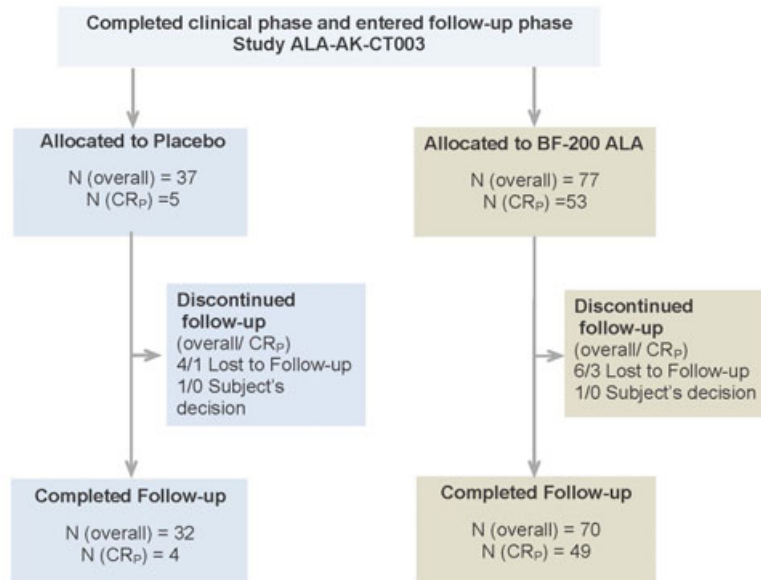 Completed clinical phase and entered follow-up phase
Study ALA-AK-CT003
Allocated to Placebo
N (overall) = 37
N (CRP) =5
Allocated to BF-200 ALA
N (overall) = 77
N (CRP) =53
Discontinued
follow-up
(overall/ CRP)
4/1 Lost to Follow-up
1/0 Subject's
decision
Discontinued
follow-up
(overall/ CRP)
6/3 Lost to Follow-up
1/0 Subject's decision
Completed Follow-up
N (overall) = 32
N (CRP) = 4
Completed Follow-up
N (overall) = 70
N (CRP) = 49